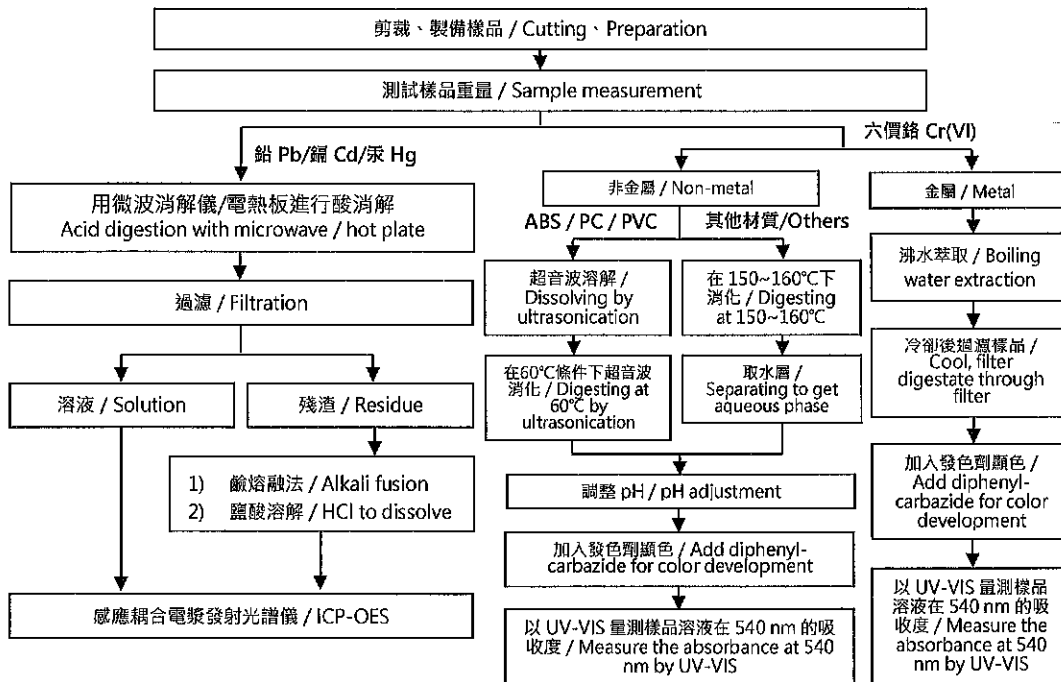 剪裁、製備樣品 / Cutting、Preparation
測試樣品重量 / Sample measurement
鉛 Pb/鎘 Cd/汞 Hg
六價鉻 Cr(VI)
用微波消解儀/電熱板進行酸消解
Acid digestion with microwave / hot plate
過濾 / Filtration
溶液 / Solution
殘渣 / Residue
1) 鹼熔融法 / Alkali fusion
2) 鹽酸溶解 / HCl to dissolve
感應耦合電漿發射光譜儀 / ICP-OES
非金屬 / Non-metal
ABS / PC / PVC
其他材質/Others
超音波溶解 /
Dissolving by
ultrasonication
在60℃條件下超音波
消化 / Digesting at
60℃ by
ultrasonication
在 150~160℃下
消化 / Digesting
at 150~160℃
取水層 /
Separating to get
aqueous phase
調整 pH / pH adjustment
加入發色劑顯色 / Add diphenyl-
carbazide for color development
以 UV-VIS 量測樣品溶液在 540 nm 的吸
收度 / Measure the absorbance at 540
nm by UV-VIS
金屬 / Metal
沸水萃取 / Boiling
water extraction
冷卻後過濾樣品 /
Cool, filter
digestate through
filter
加入發色劑顯色 /
Add diphenyl-
carbazide for color
development
以 UV-VIS 量測樣品
溶液在 540 nm 的吸
收度 / Measure the
absorbance at 540
nm by UV-VIS